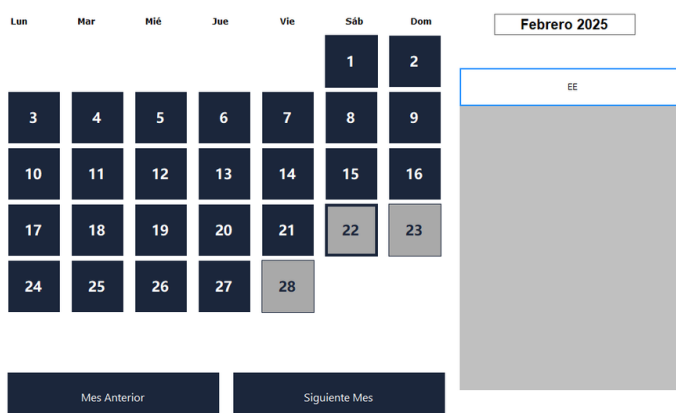 Lun Mar Mié Jue Vie Sáb Dom
1 2
3 4 5 6 7 8 9
10 11 12 13 14 15 16
17 18 19 20 21 22 23
24 25 26 27 28
Mes Anterior Siguiente Mes
Febrero 2025
EE